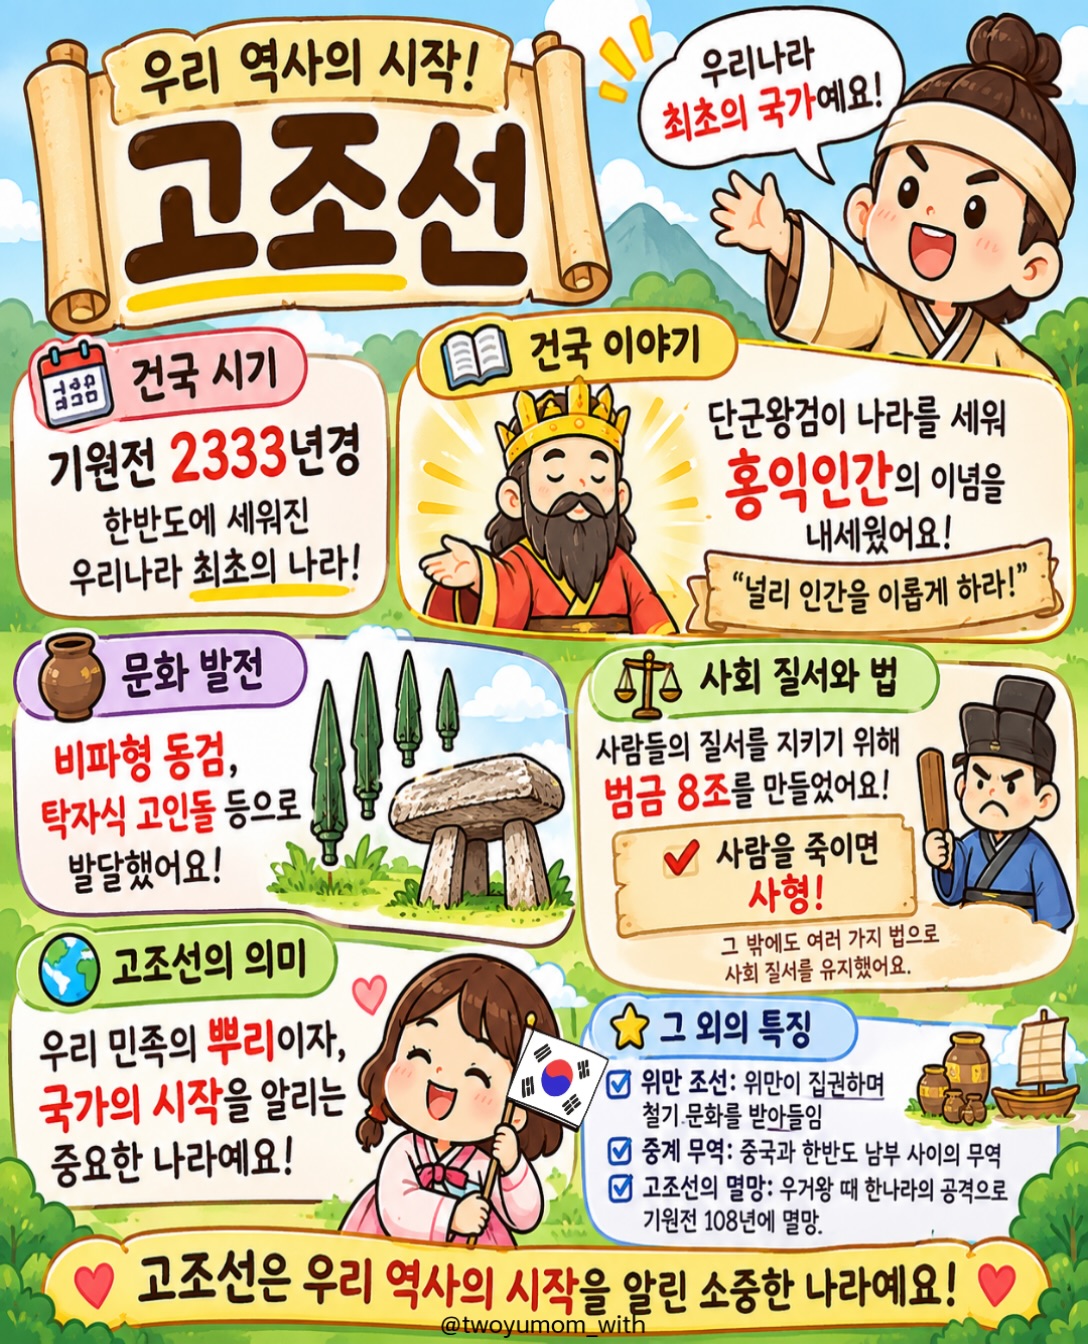 우리 역사의 시작!
고조선
우리나라
최초의 국가예요!
건국 시기
기원전 2333년경
한반도에 세워진
우리나라 최초의 나라!
건국 이야기
단군왕검이 나라를 세워
홍익인간의 이념을
내세웠어요!
“널리 인간을 이롭게 하라!”
문화 발전
비파형 동검,
탁자식 고인돌 등으로
발달했어요!
사회 질서와 법
사람들의 질서를 지키기 위해
범금 8조를 만들었어요!
사람을 죽이면
사형!
그 밖에도 여러 가지 법으로
사회 질서를 유지했어요.
고조선의 의미
우리 민족의 뿌리이자,
국가의 시작을 알리는
중요한 나라예요!
그 외의 특징
위만 조선: 위만이 집권하며
철기 문화를 받아들임
중계 무역: 중국과 한반도 남부 사이의 무역
고조선의 멸망: 우거왕 때 한나라의 공격으로
기원전 108년에 멸망.
고조선은 우리 역사의 시작을 알린 소중한 나라예요!
@twoyumom_with